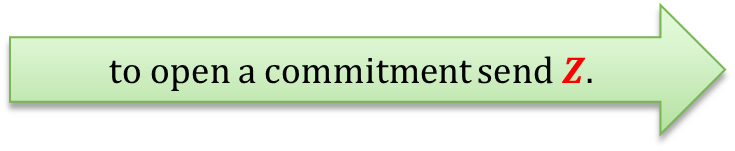 to open a commitment send Z.